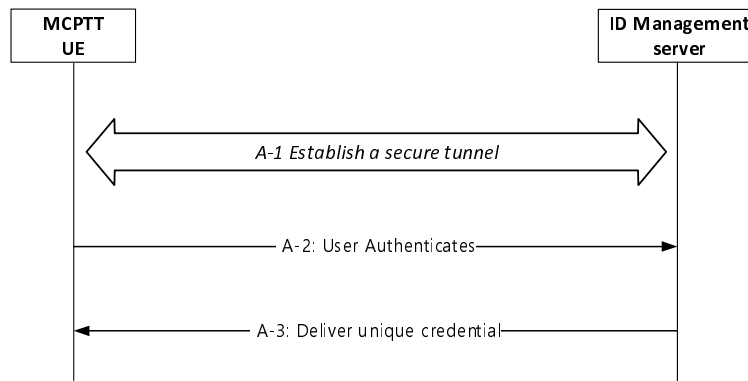 MCPTT
UE
ID Management
server
A-1 Establish a secure tunnel
A-2: User Authenticates
A-3: Deliver unique credential